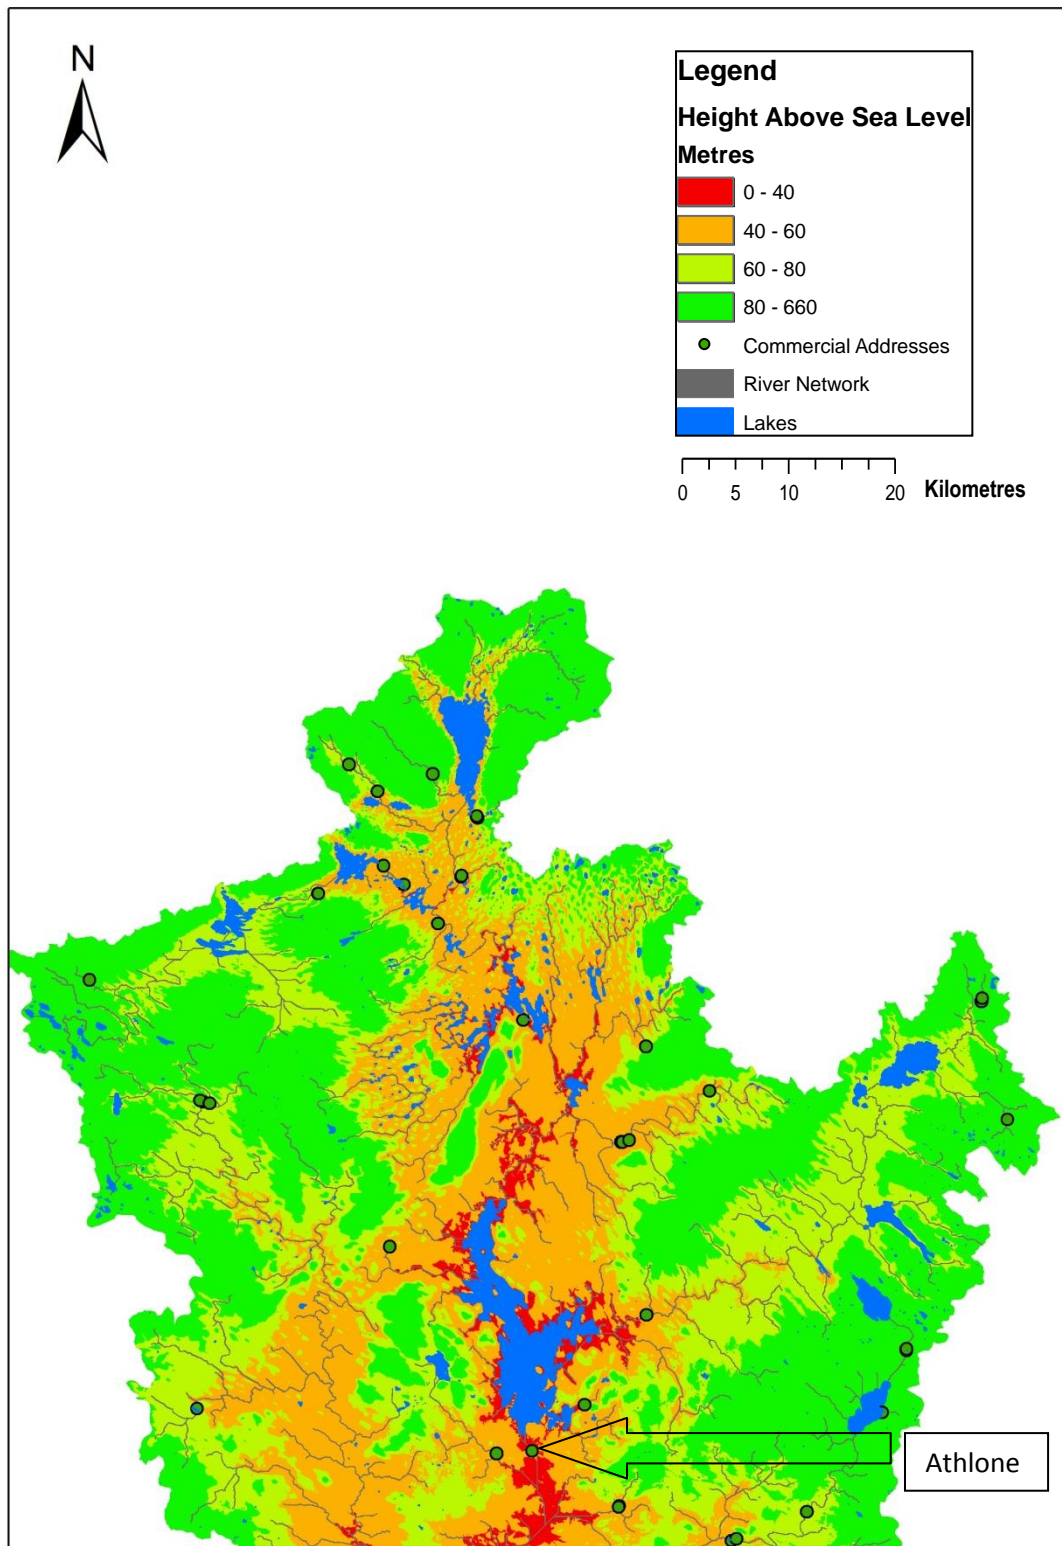 N
Legend
Height Above Sea Level
Metres
0 - 40
40 - 60
60 - 80
80 - 660
Commercial Addresses
River Network
Lakes
0 5 10 20 Kilometres
Athlone